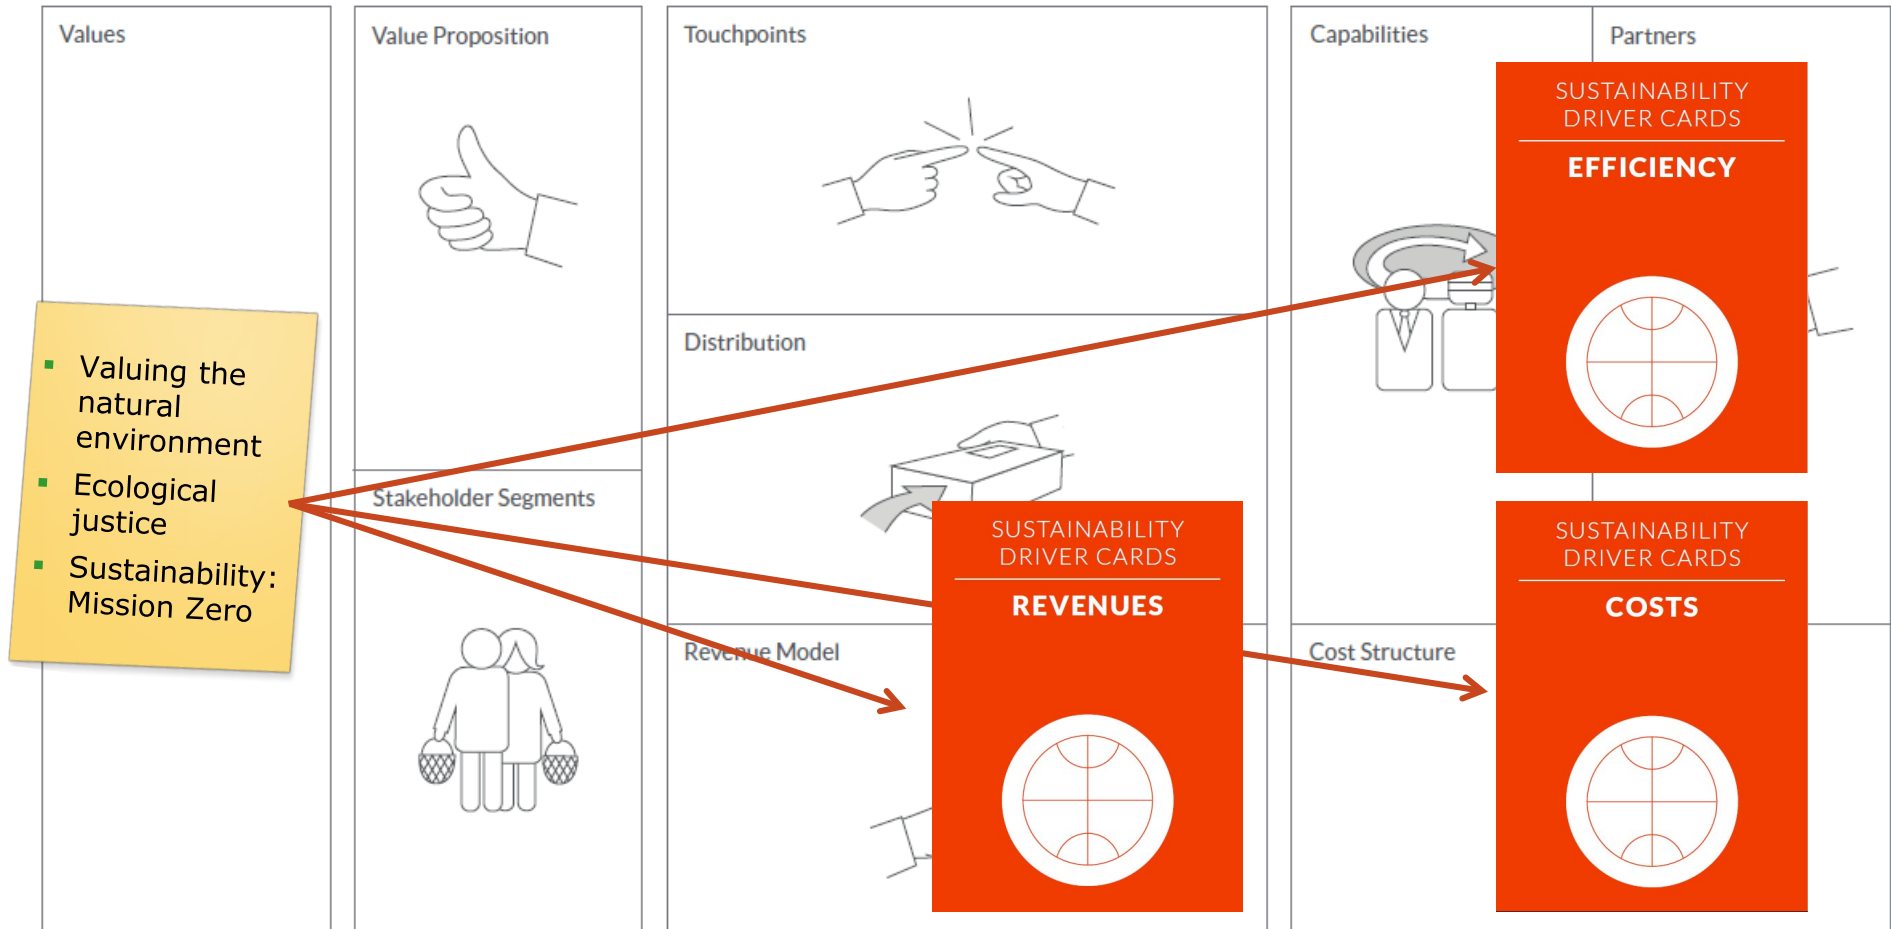 Values
Valuing the
natural
environment
Ecological
justice
Sustainability:
Mission Zero
Value Proposition
Stakeholder Segments
Touchpoints
Distribution
Revenue Model
SUSTAINABILITY
DRIVER CARDS
REVENUES
Capabilities
Partners
SUSTAINABILITY
DRIVER CARDS
EFFICIENCY
Cost Structure
SUSTAINABILITY
DRIVER CARDS
COSTS